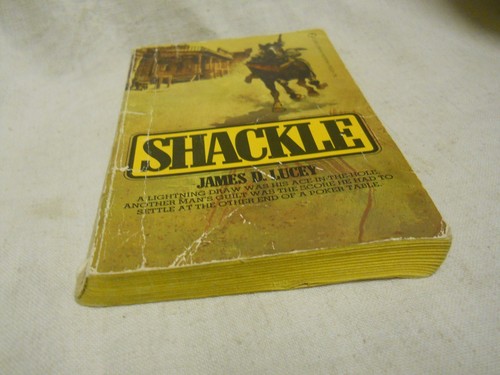 SHACKLE
JAMES D. LUCEY
A LIGHTNING DRAW WAS HIS ACE IN THE HOLE.
ANOTHER MAN'S GUILT WAS THE SCORE HE HAD TO
SETTLE AT THE OTHER END OF A POKER TABLE.